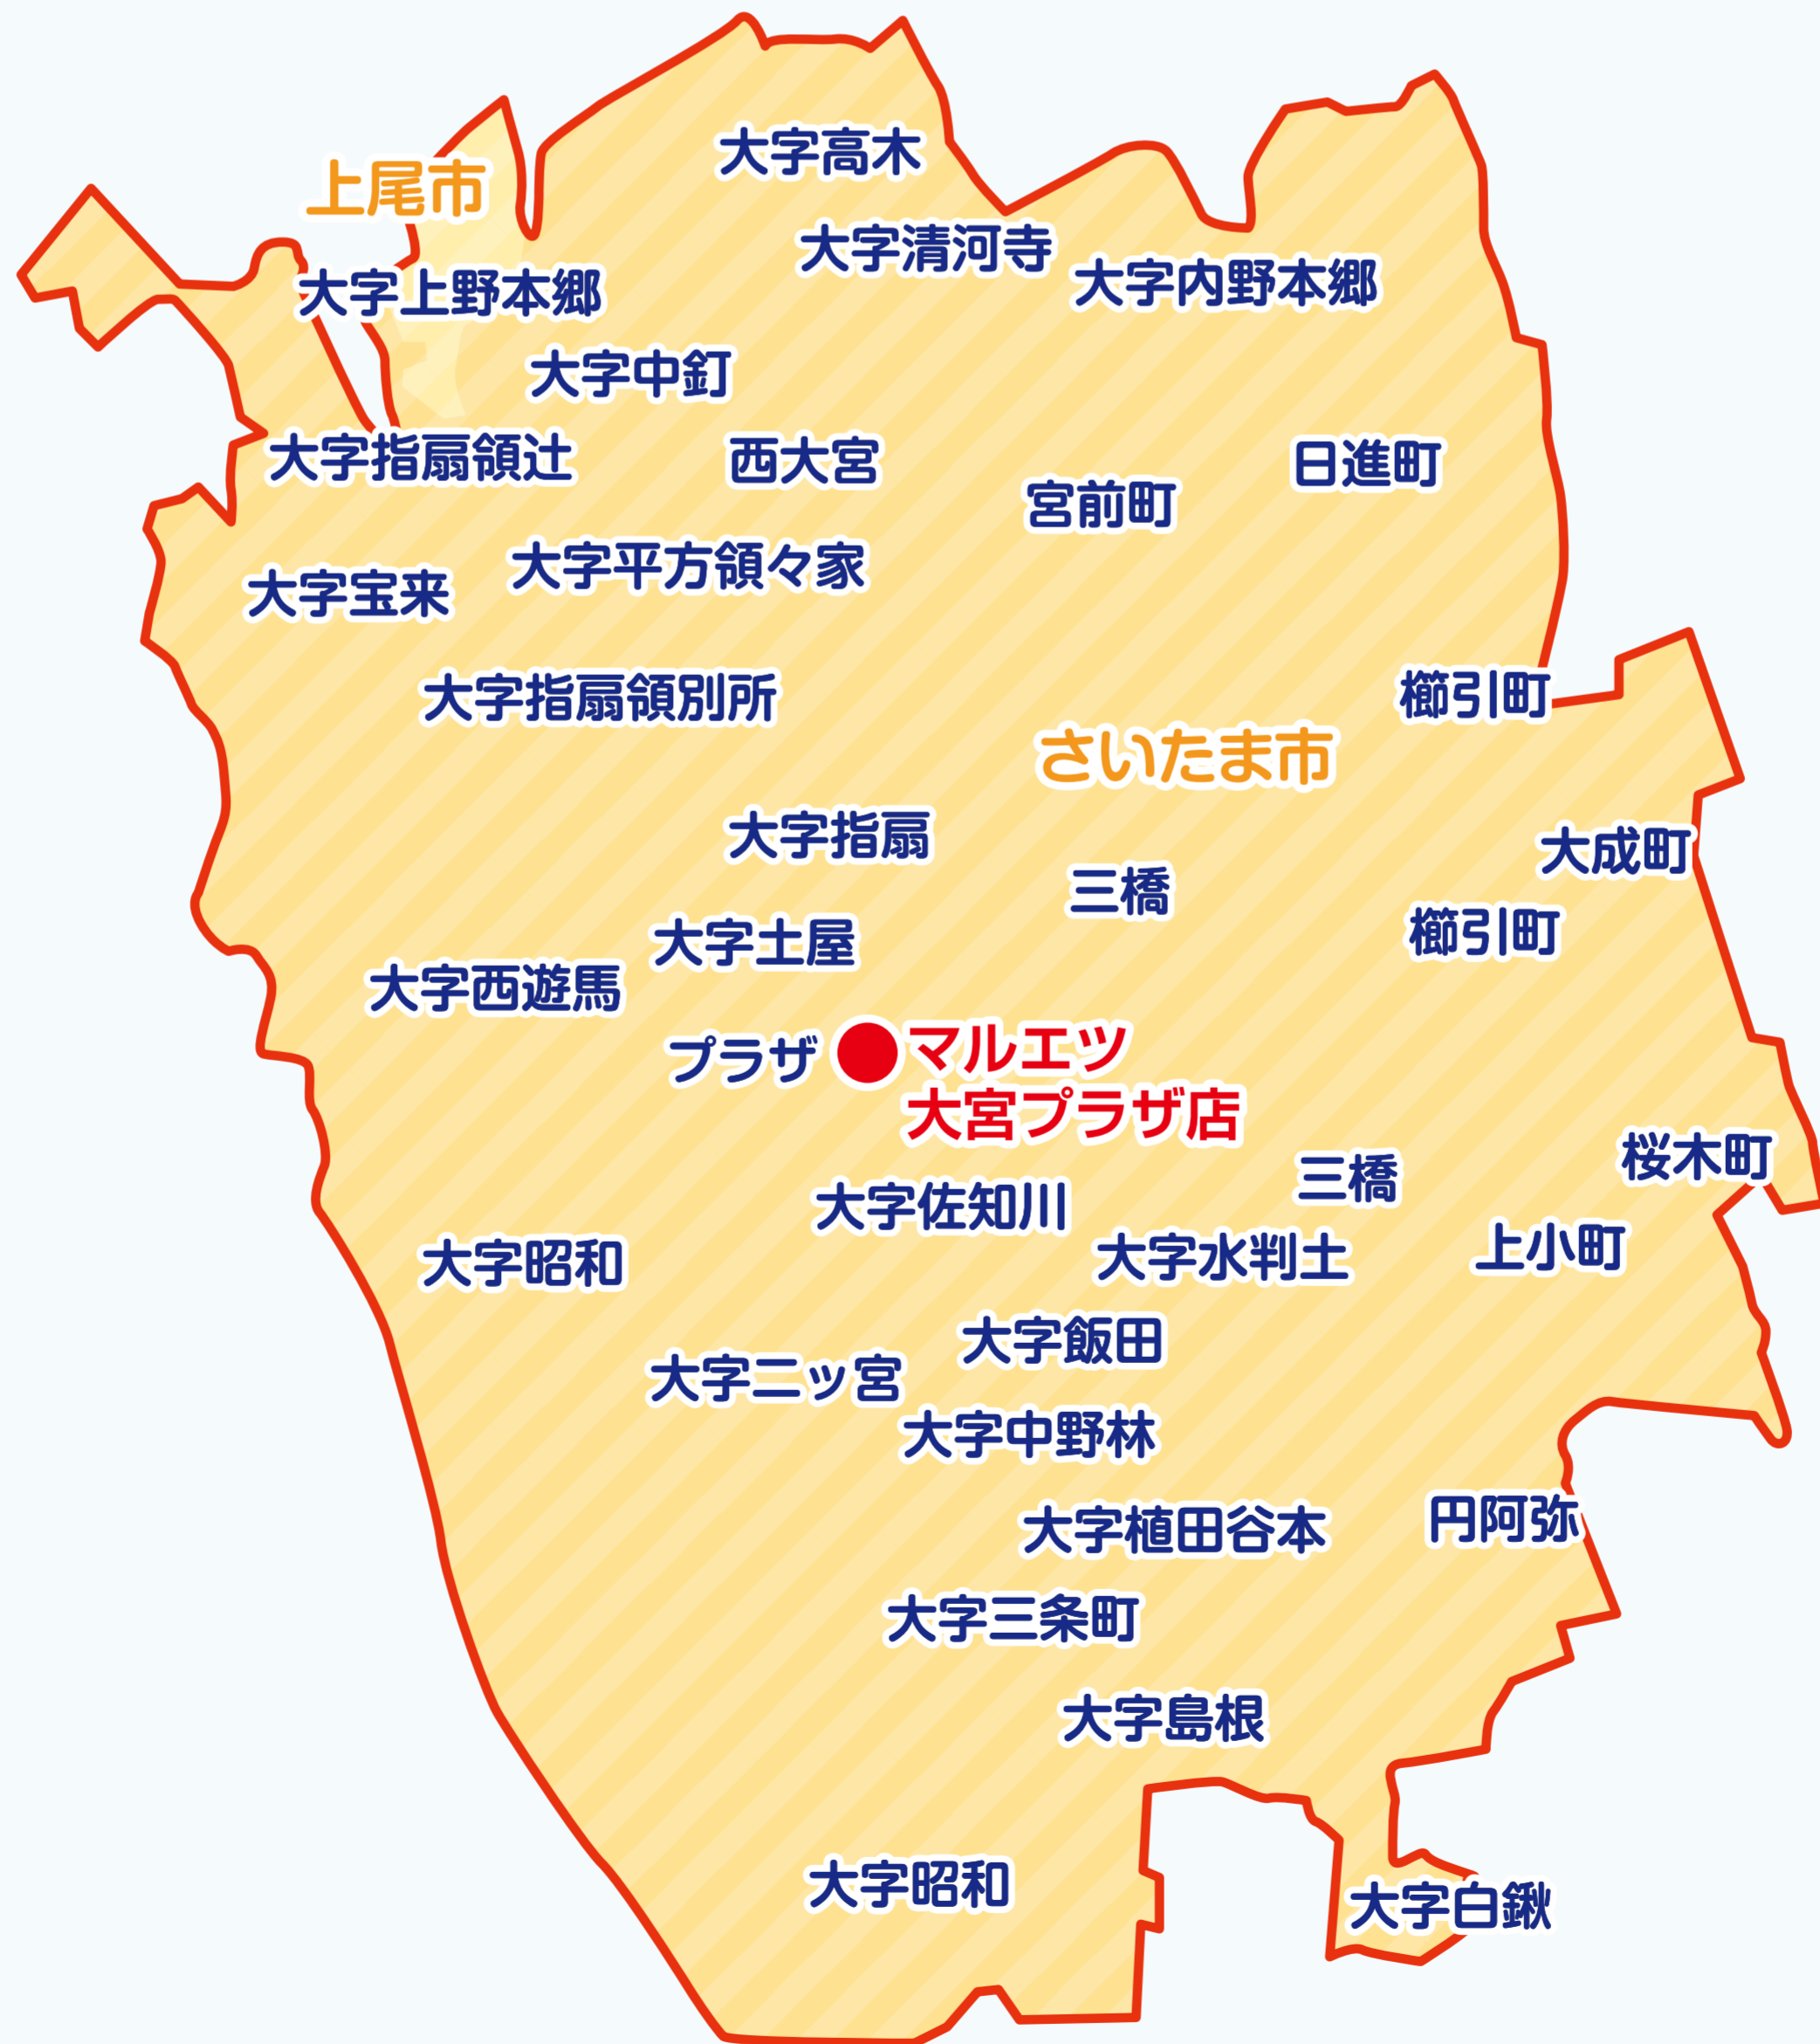 大字高木
上尾市
大字清河寺
大字内野本郷
大字上野本郷
大字中釘
大字指扇領辻
西大宮
日進町
宮前町
大字平方領々家
大字宝来
大字指扇領別所
櫛引町
さいたま市
大字指扇
大成町
三橋
櫛引町
大字土屋
大字西遊馬
プラザ
マルエツ
大宮プラザ店
桜木町
三橋
大字佐知川
上小町
大字水判土
大字昭和
大字飯田
大字二ッ宮
大字中野林
円阿弥
大字植田谷本
大字三条町
大字島根
大字昭和
大字白鍬